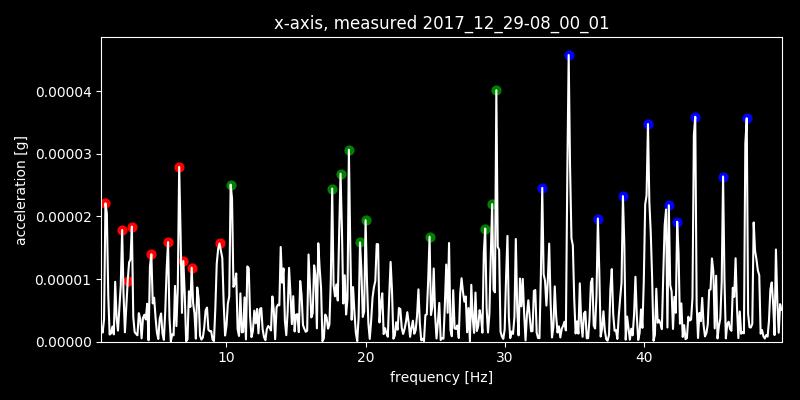 x-axis, measured 2017_12_29-08_00_01
acceleration [g]
0.00004
0.00003
0.00002
0.00001
0.00000
10 20 30 40
frequency [Hz]